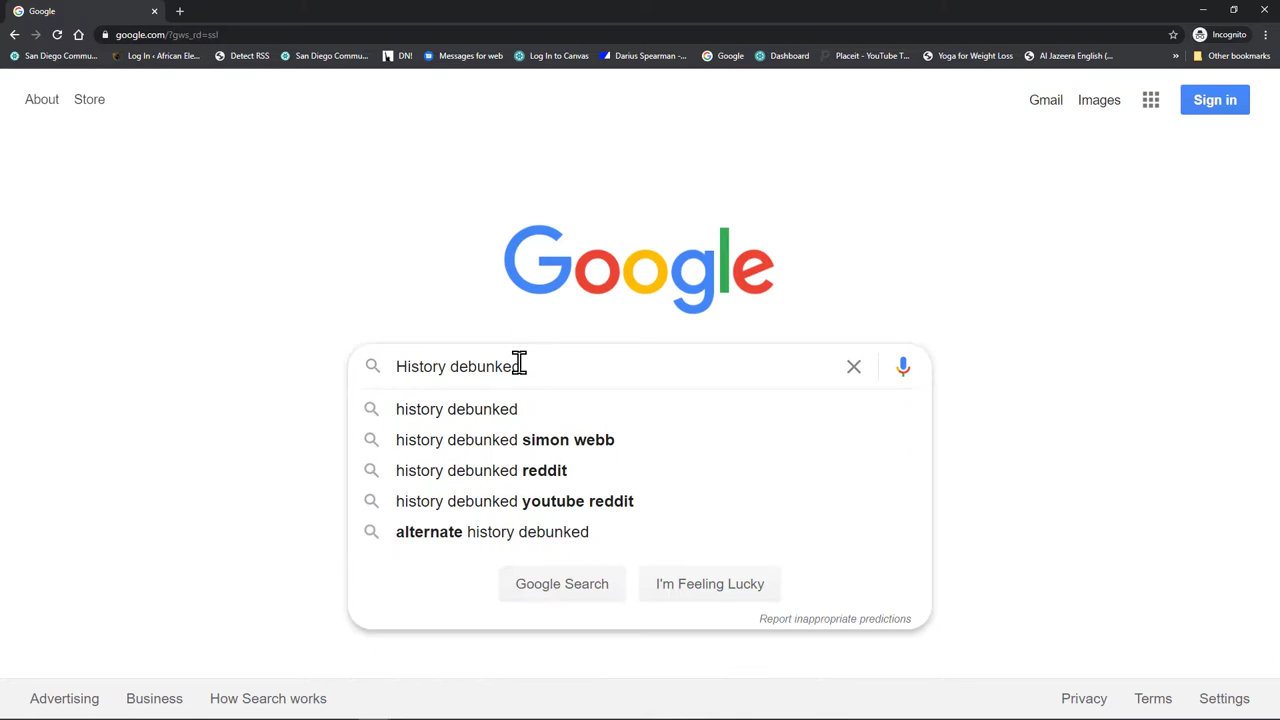 Google
google.com/?gws_rd=ssl
Incognito
San Diego Commu...
Log In ‹ African Ele...
Detect RSS
San Diego Commu...
DN!
Messages for web
Log In to Canvas
Darius Spearman -...
Google
Dashboard
Placeit - YouTube T...
Yoga for Weight Loss
Al Jazeera English (...
»
Other bookmarks
About
Store
Gmail
Images
Sign in
Google
History debunked
history debunked
history debunked simon webb
history debunked reddit
history debunked youtube reddit
alternate history debunked
Google Search
I'm Feeling Lucky
Report inappropriate predictions
Advertising
Business
How Search works
Privacy
Terms
Settings